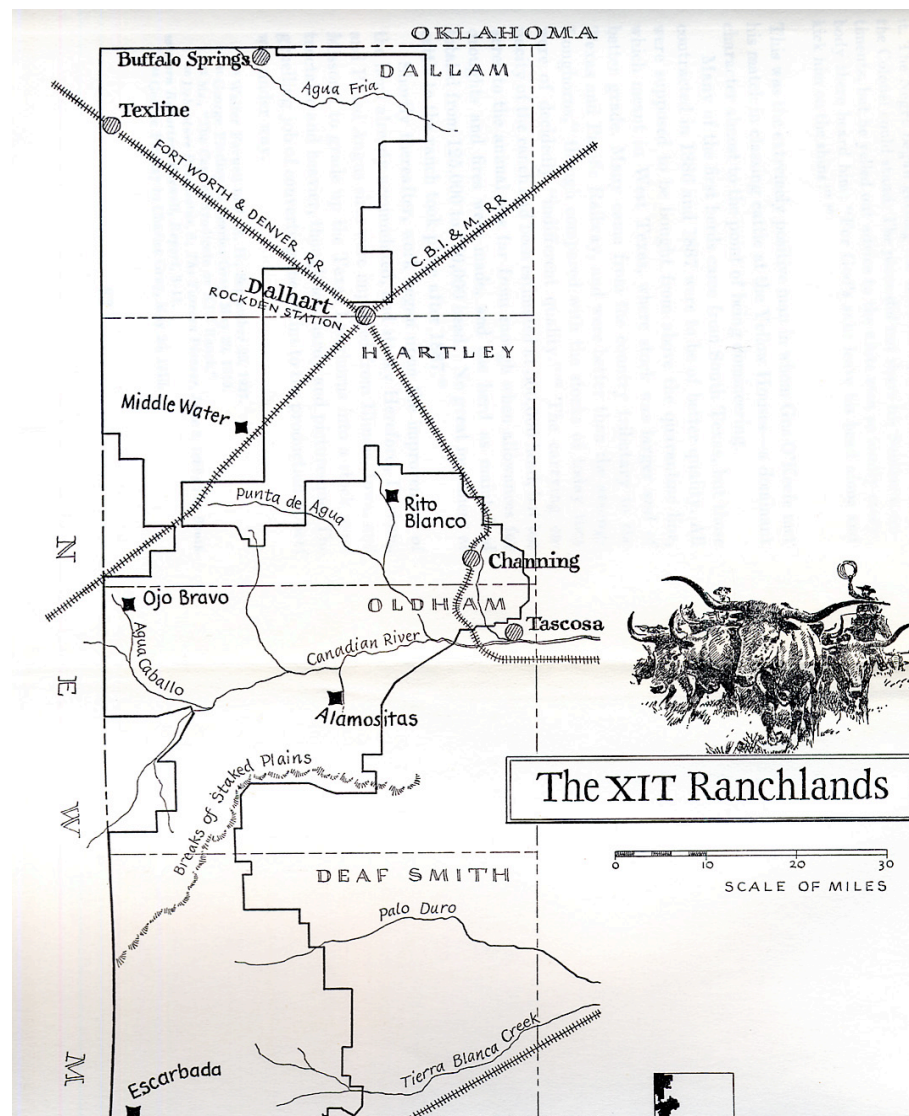 OKLAHOMA
Buffalo Springs
DALLAM
Agua Fria
Texline
FORT WORTH & DENVER RR
C.B.I. & M. RR
Dalhart
ROCKDEN STATION
HARTLEY
Middle Water
Punta de Agua
Rito
Blanco
N
Channing
Ojo Bravo
OLDHAM
Tascosa
Agua Caballo
Canadian River
E
Alamositas
Breaks of Staked Plains
The XIT Ranchlands
W
0 10 20 30
SCALE OF MILES
DEAF SMITH
palo Duro
Tierra Blanca Creek
M
Escarbada